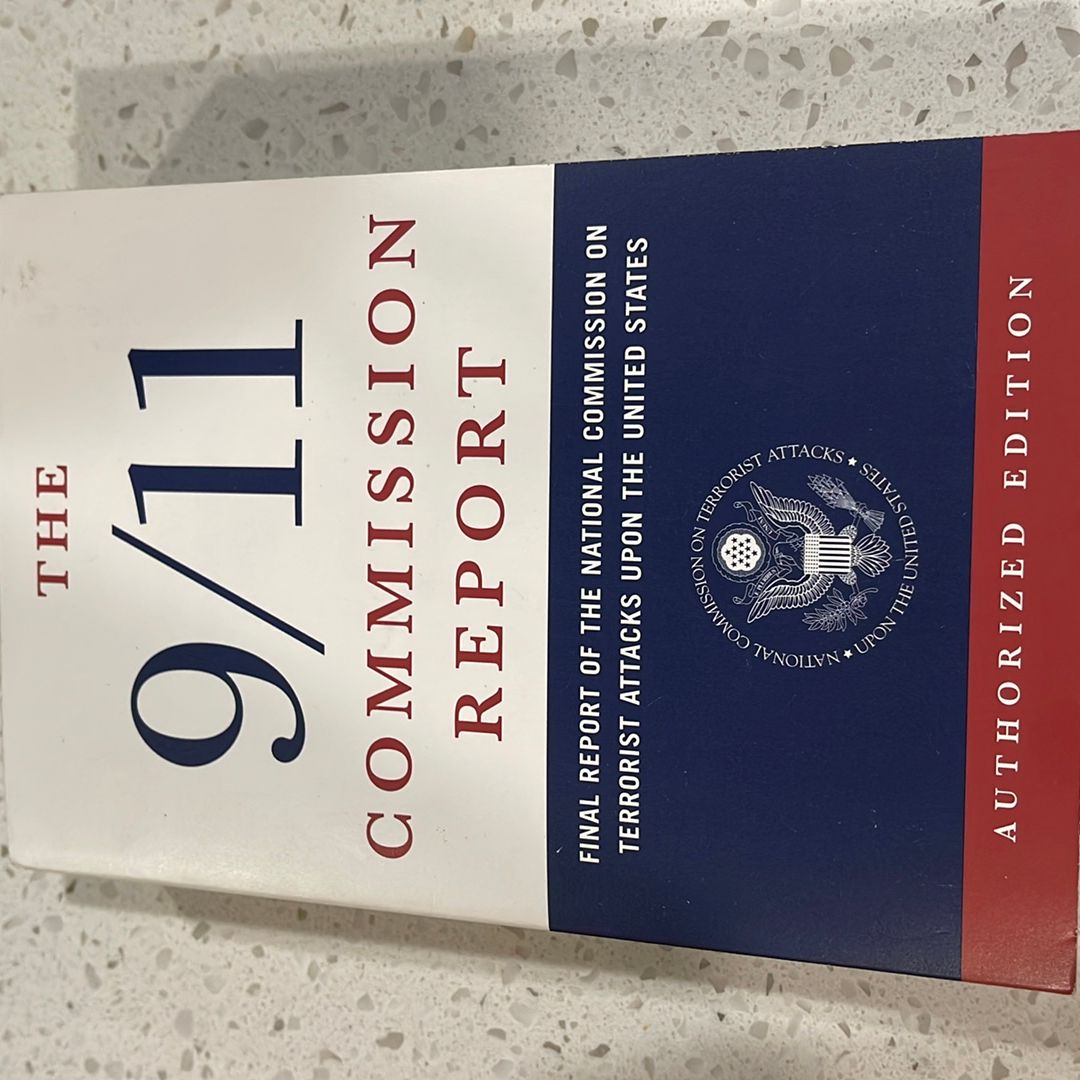 THE
9/11
COMMISSION
REPORT
FINAL REPORT OF THE NATIONAL COMMISSION ON
TERRORIST ATTACKS UPON THE UNITED STATES
NATIONAL COMMISSION ON TERRORIST ATTACKS ★ UPON THE UNITED STATES ★
AUTHORIZED EDITION